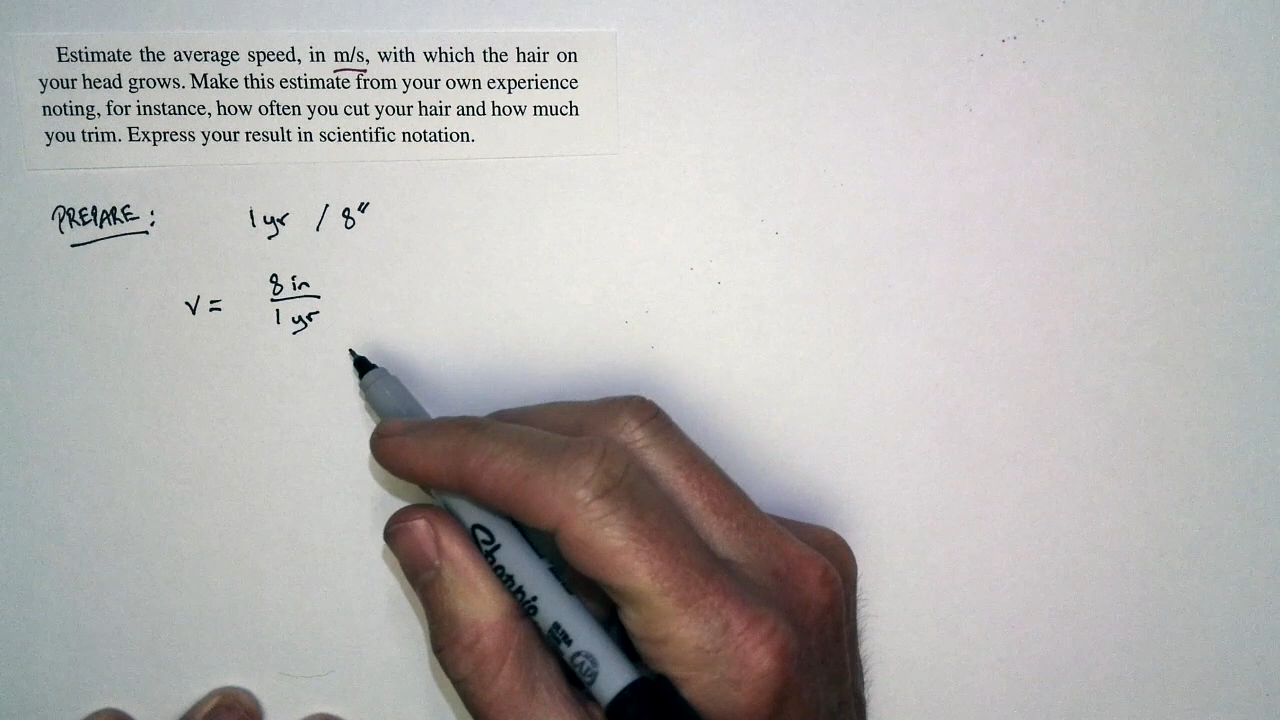 Estimate the average speed, in m/s, with which the hair on
your head grows. Make this estimate from your own experience
noting, for instance, how often you cut your hair and how much
you trim. Express your result in scientific notation.
PREPARE: 1 yr / 8"
v = 8 in
1 yr
Sharpie
ULTRA